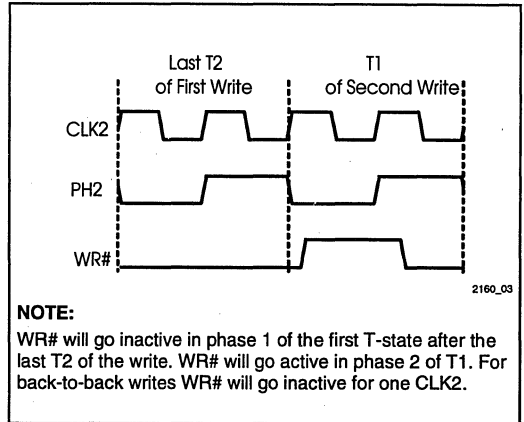 Last T2
of First Write
T1
of Second Write
CLK2
PH2
WR#
2160_03
NOTE:
WR# will go inactive in phase 1 of the first T-state after the
last T2 of the write. WR# will go active in phase 2 of T1. For
back-to-back writes WR# will go inactive for one CLK2.